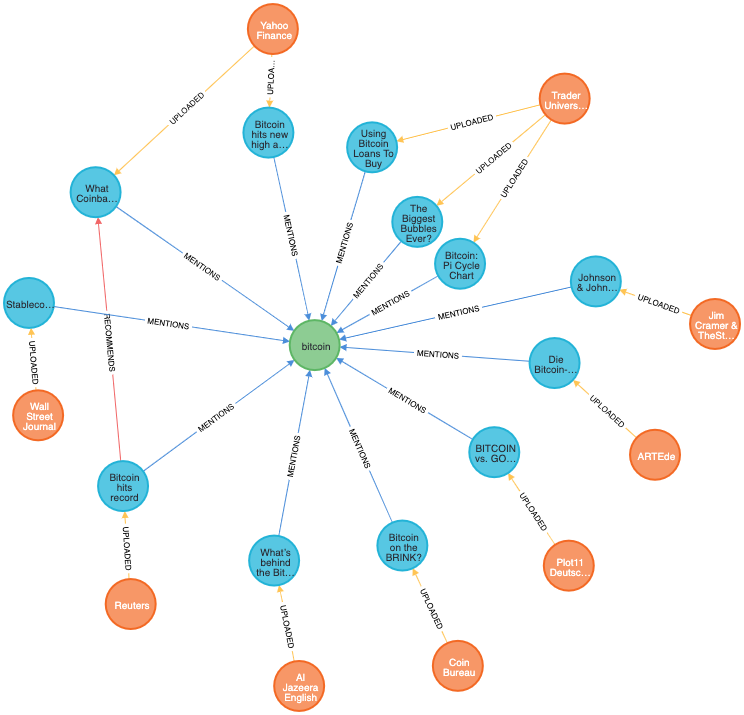 Yahoo
Finance
UPLOA…
UPLOADED
Bitcoin
hits new
high a…
Trader
Univers…
UPLOADED
UPLOADED
UPLOADED
Using
Bitcoin
Loans To
Buy
What
Coinba…
MENTIONS
MENTIONS
MENTIONS
The
Biggest
Bubbles
Ever?
MENTIONS
Bitcoin:
Pi Cycle
Chart
MENTIONS
Johnson
& John…
UPLOADED
Jim
Cramer &
TheSt…
MENTIONS
Stableco…
MENTIONS
UPLOADED
Wall
Street
Journal
RECOMMENDS
bitcoin
MENTIONS
Die
Bitcoin-…
UPLOADED
ARTEde
MENTIONS
BITCOIN
vs. GO…
UPLOADED
Plot11
Deutsc…
MENTIONS
Bitcoin
hits
record
UPLOADED
Reuters
MENTIONS
What's
behind
the Bit…
UPLOADED
Al
Jazeera
English
MENTIONS
Bitcoin
on the
BRINK?
UPLOADED
Coin
Bureau